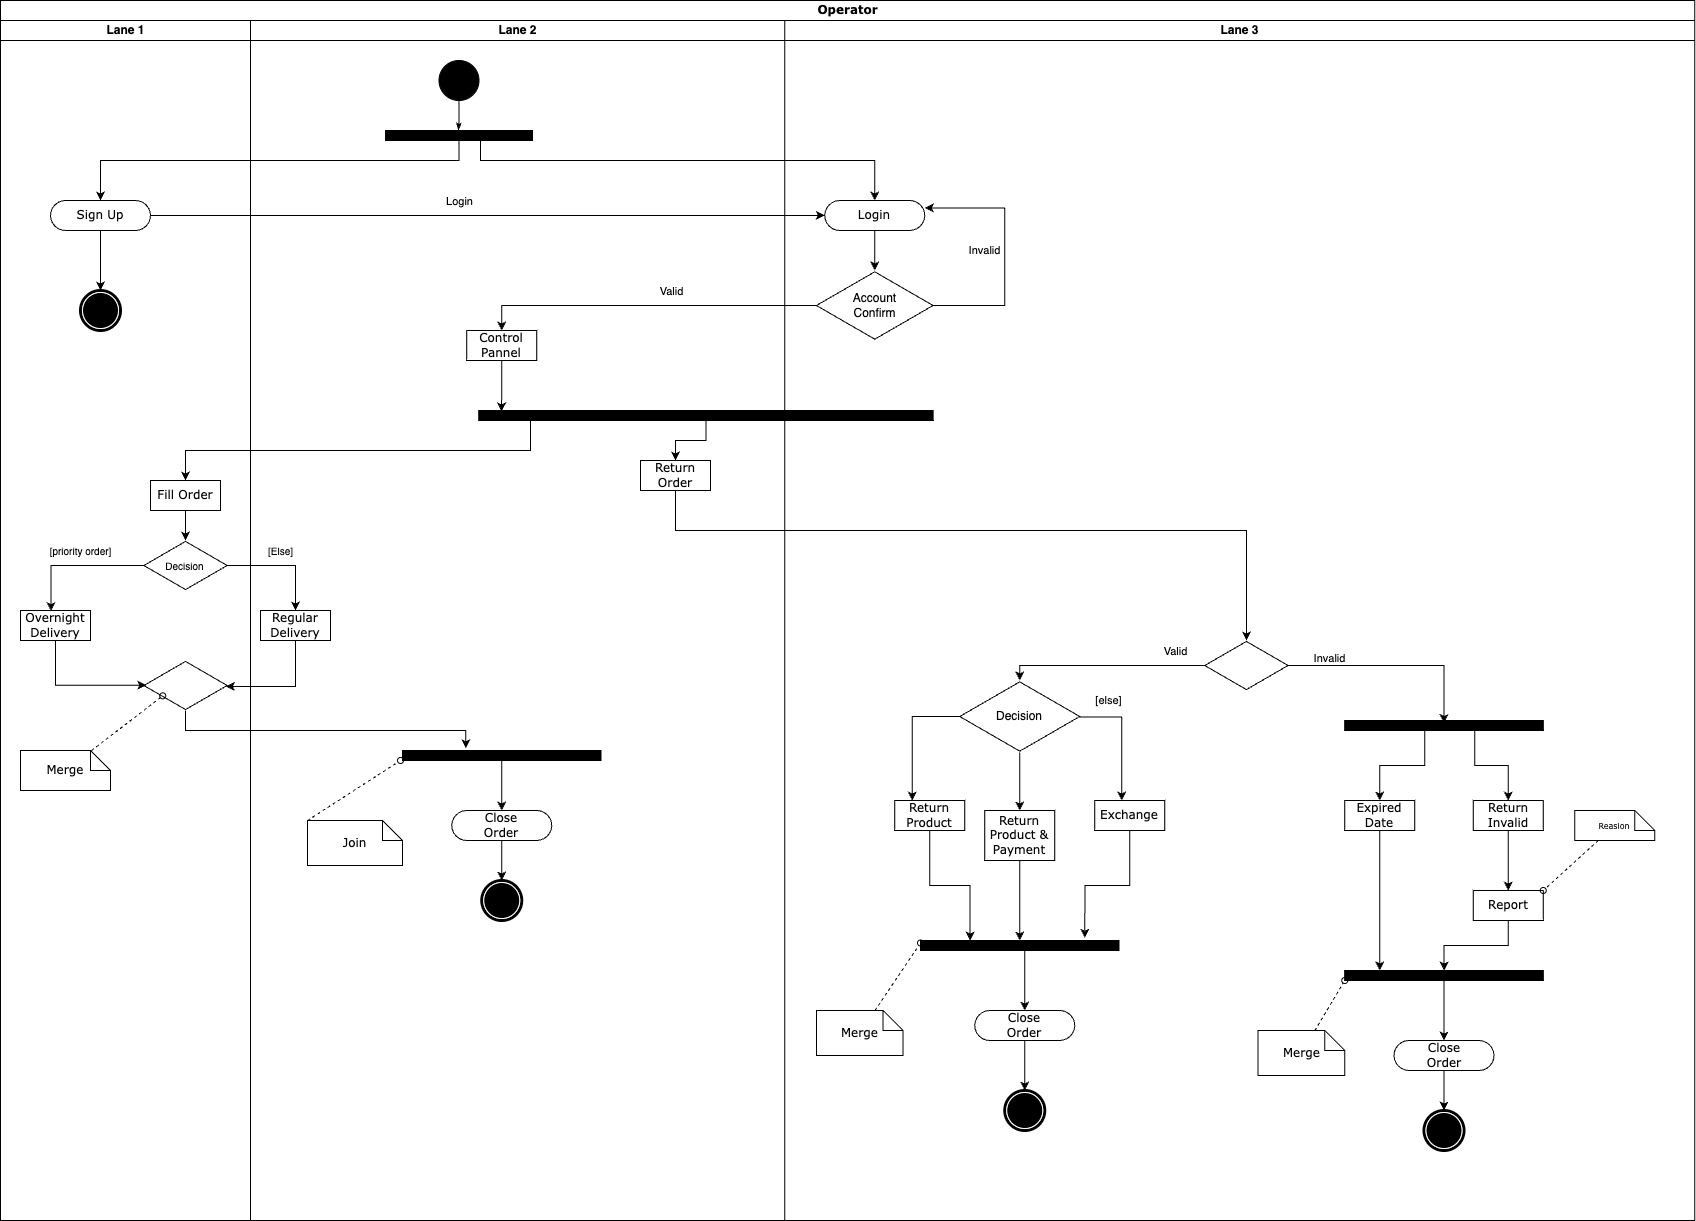 Operator
Lane 1
Lane 2
Lane 3
Sign Up
Login
Login
Invalid
Account
Confirm
Valid
Control
Pannel
Return
Order
Fill Order
[priority order]
Decision
[Else]
Overnight
Delivery
Regular
Delivery
Merge
Join
Close
Order
Valid
Invalid
Decision
[else]
Return
Product
Return
Product &
Payment
Exchange
Expired
Date
Return
Invalid
Reasion
Report
Merge
Close
Order
Merge
Close
Order